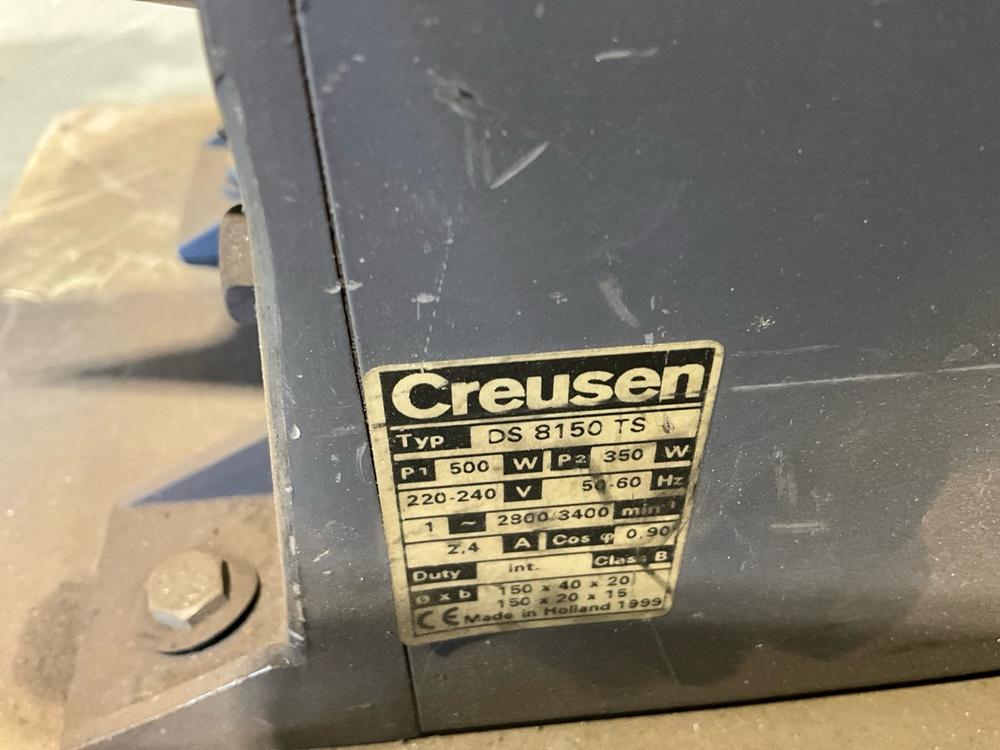 Creusen
Typ DS 8150 TS
P1 500 W P2 350 W
220-240 V 50-60 Hz
1 ~ 2800/3400 min-1
2,4 A Cos φ 0,90
Duty int. Class B
ø x b 150 x 40 x 20
150 x 20 x 15
CE Made in Holland 1999